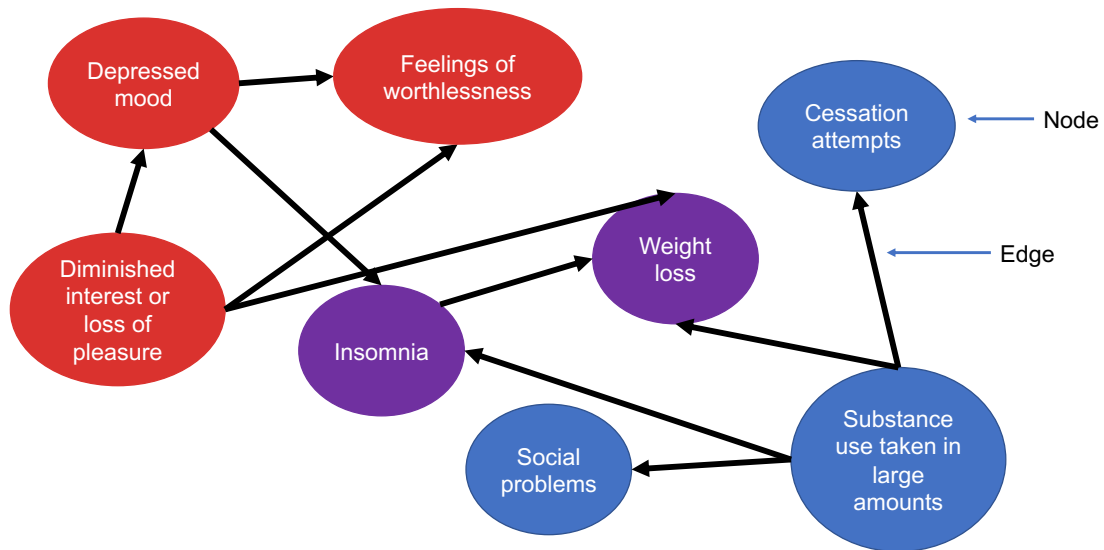 Depressed
mood
Feelings of
worthlessness
Cessation
attempts
Node
Diminished
interest or
loss of
pleasure
Weight
loss
Edge
Insomnia
Social
problems
Substance
use taken in
large
amounts